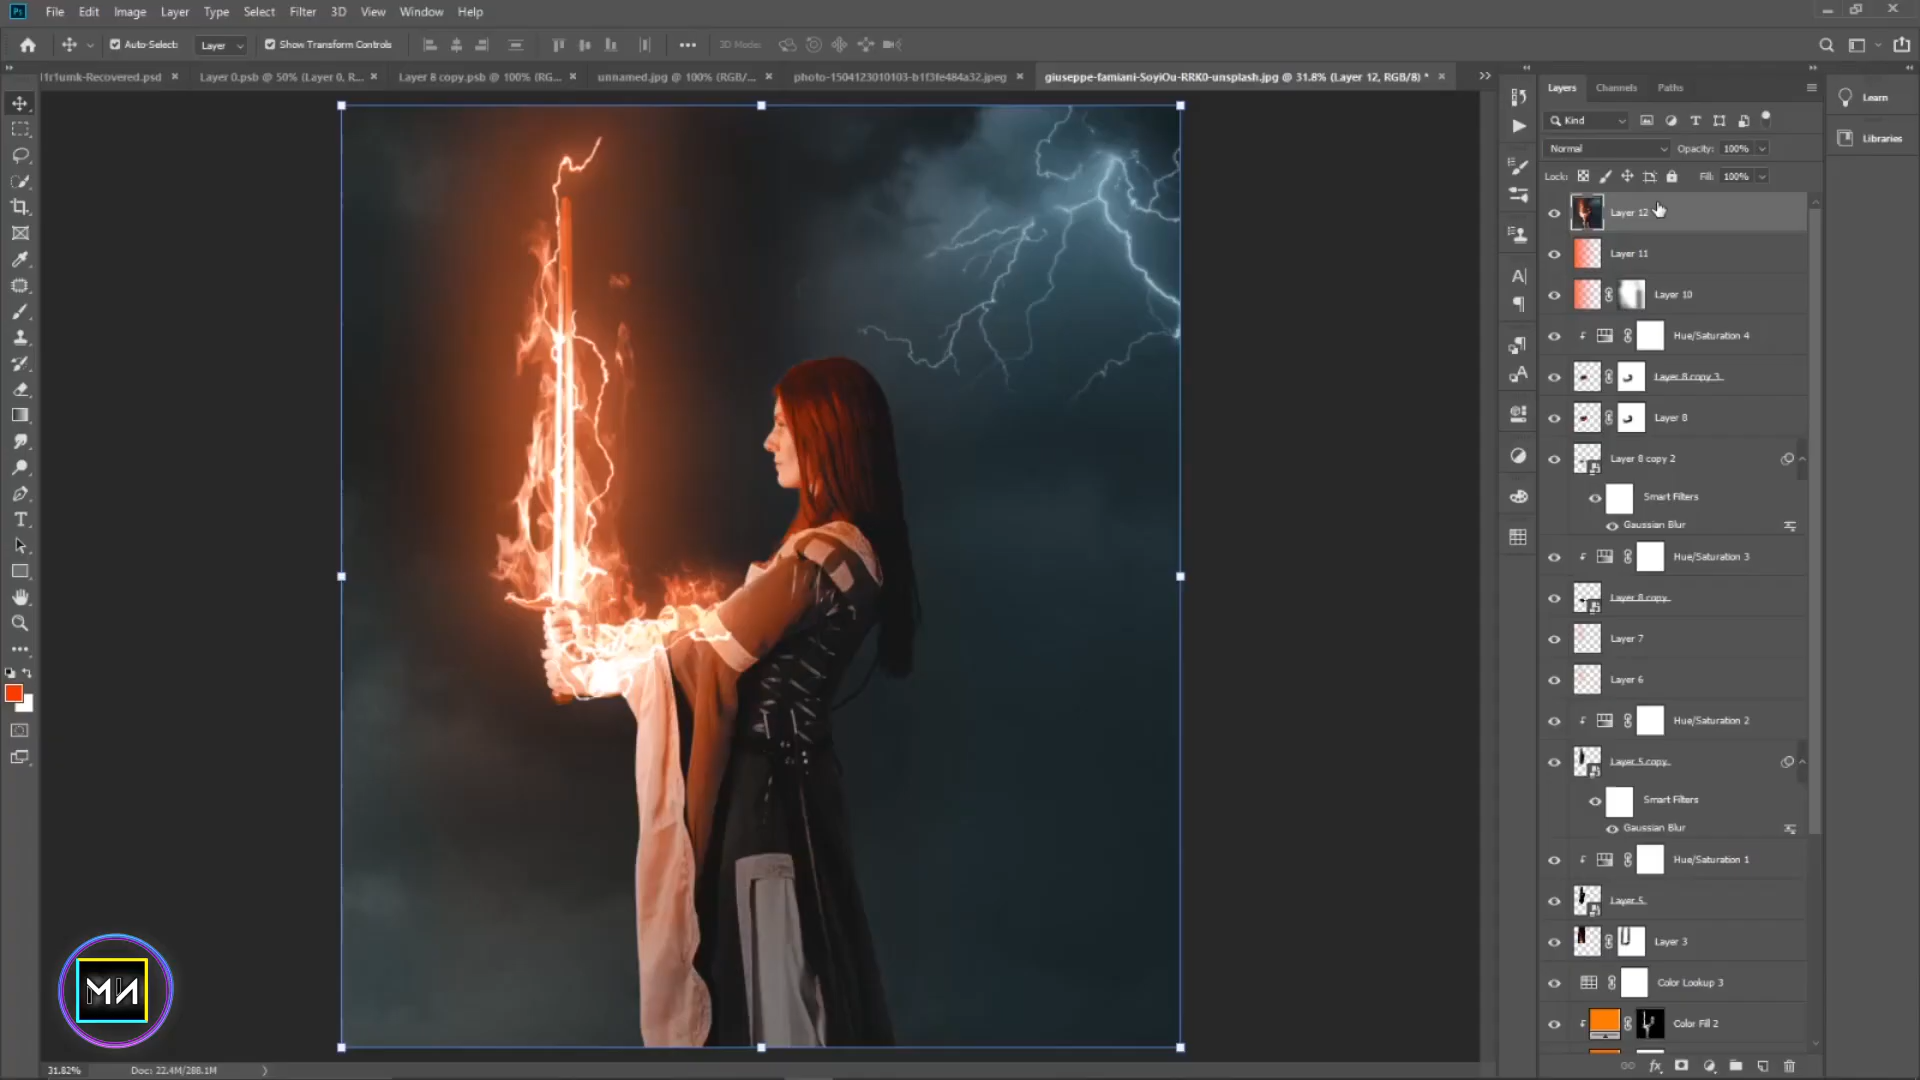 Ps File Edit Image Layer Type Select Filter 3D View Window Help
Auto-Select: Layer Show Transform Controls 3D Mode:
l1r1umk-Recovered.psd Layer 0.psb @ 50% (Layer 0, R... Layer 8 copy.psb @ 100% (RG... unnamed.jpg @ 100% (RGB/... photo-1504123010103-b1f3fe484a32.jpeg giuseppe-famiani-SoyiOu-RRK0-unsplash.jpg @ 31.8% (Layer 12, RGB/8) *
Layers Channels Paths
Learn
Libraries
Kind
Normal Opacity: 100%
Lock: Fill: 100%
Layer 12
Layer 11
Layer 10
Hue/Saturation 4
Layer 8 copy 3
Layer 8
Layer 8 copy 2
Smart Filters
Gaussian Blur
Hue/Saturation 3
Layer 8 copy
Layer 7
Layer 6
Hue/Saturation 2
Layer 5 copy
Smart Filters
Gaussian Blur
Hue/Saturation 1
Layer 5
Layer 3
Color Lookup 3
Color Fill 2
MИ
31.82% Doc: 22.4M/288.1M